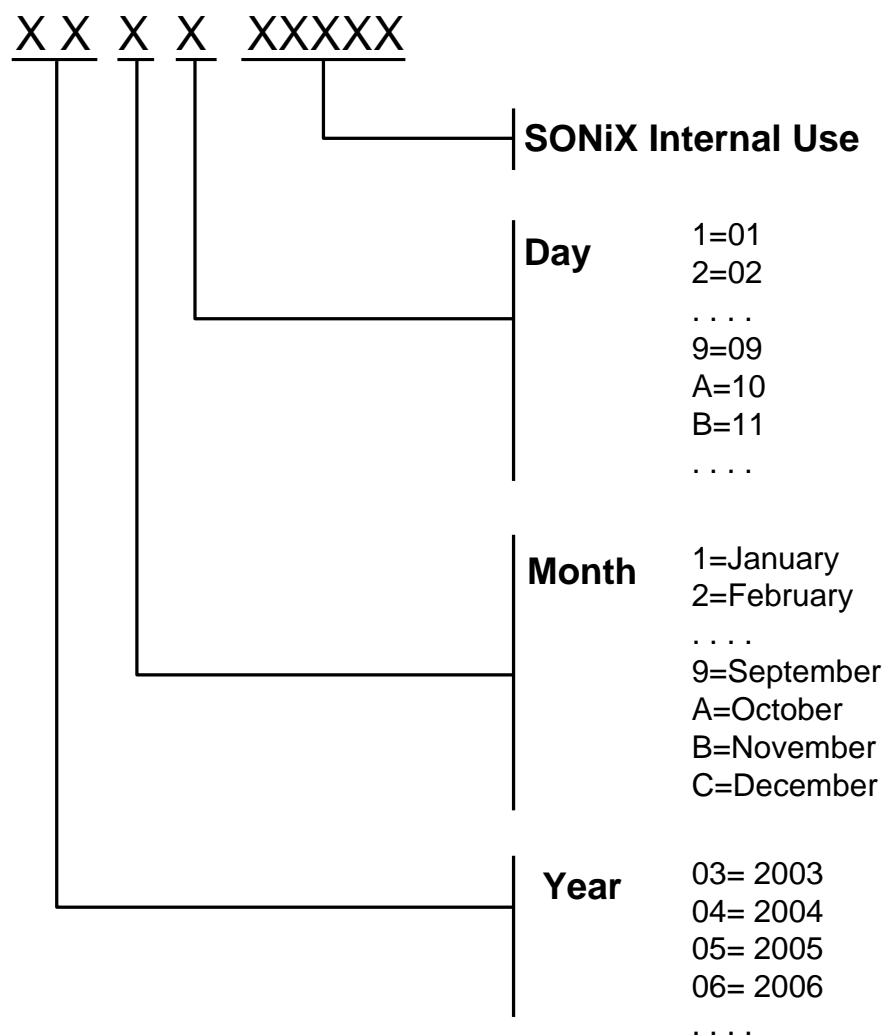 X X X X XXXXX
SONiX Internal Use
Day
1=01
2=02
. . . .
9=09
A=10
B=11
. . . .
Month
1=January
2=February
. . . .
9=September
A=October
B=November
C=December
Year
03= 2003
04= 2004
05= 2005
06= 2006
. . . .